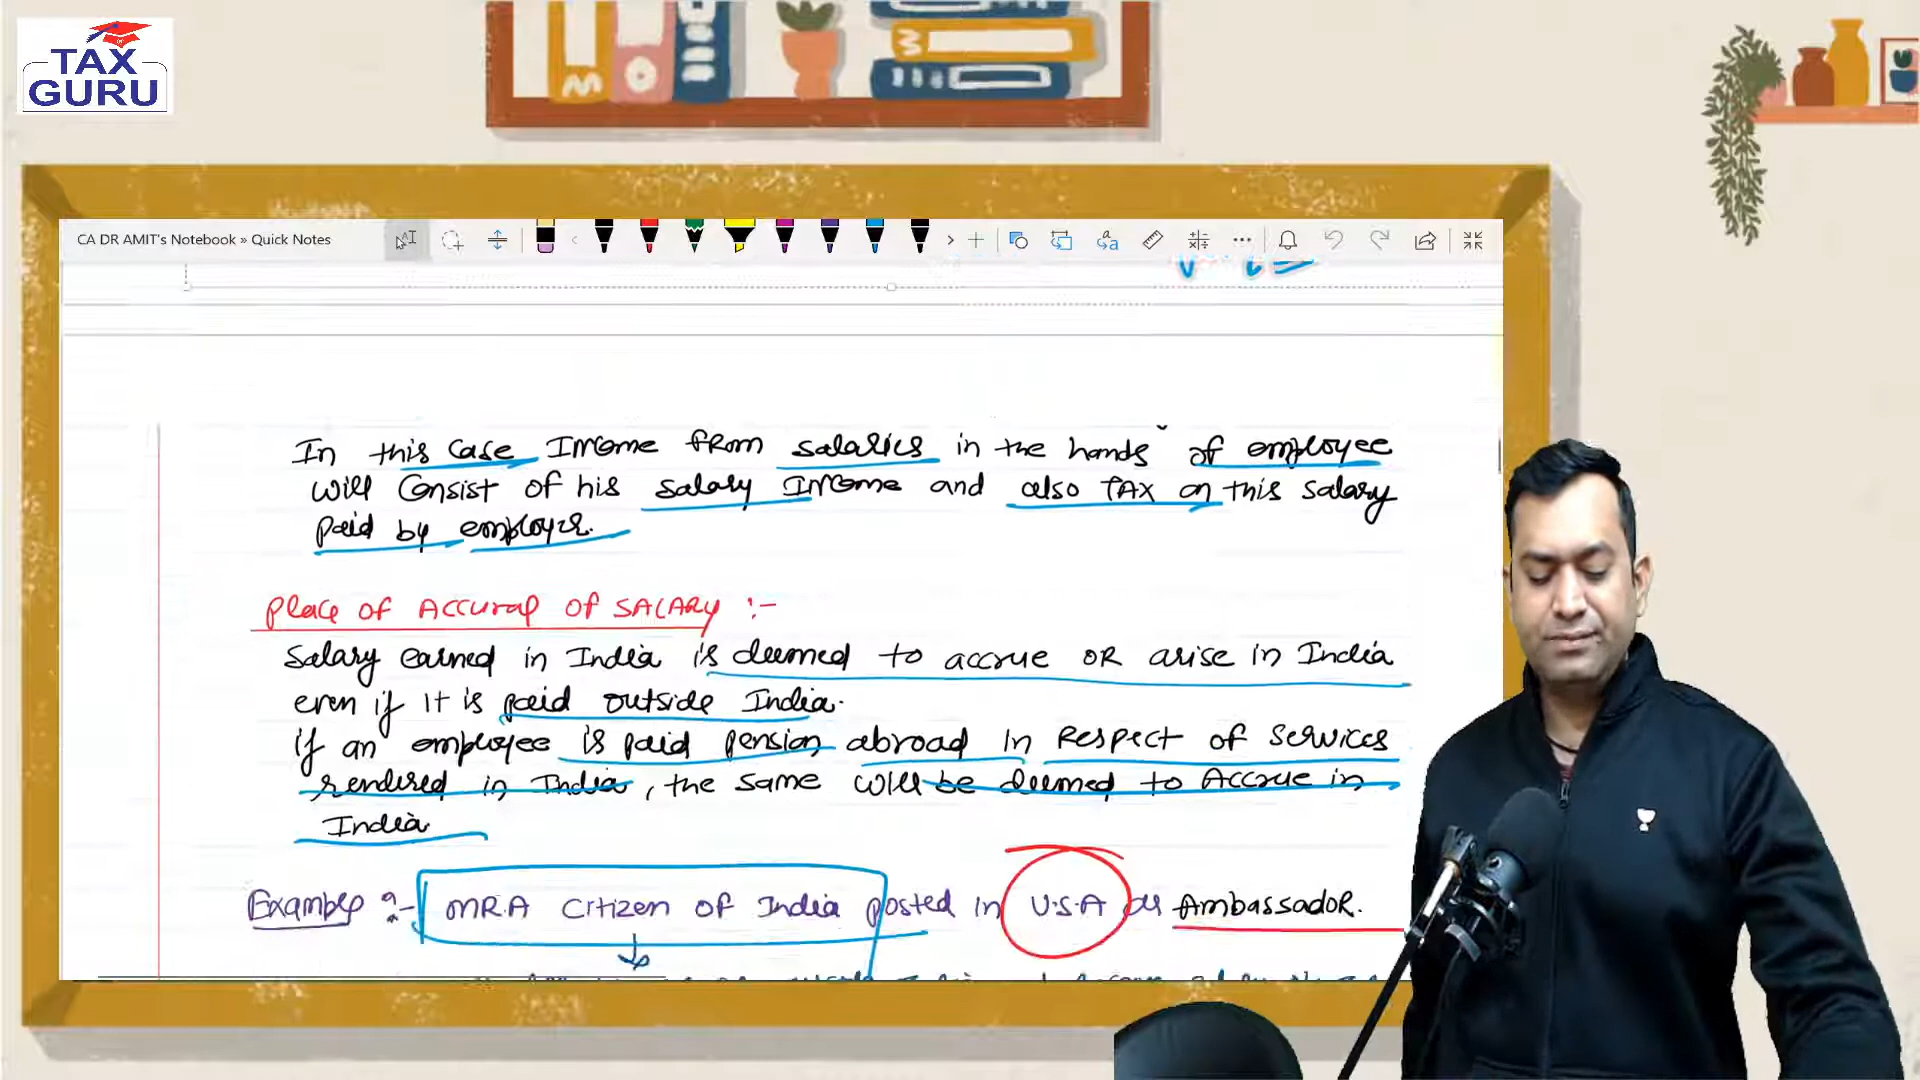 TAX
GURU
CA DR AMIT's Notebook » Quick Notes
In this case Income from salaries in the hands of employee
will consist of his salary Income and also TAX on this salary
paid by employer.
Place of Accural of SALARY :-
Salary earned in India is deemed to accrue OR arise in India
even if it is paid outside India.
if an employee is paid pension abroad in Respect of services
rendered in India, the same will be deemed to Accrue in
India
Example :- MR.A Citizen of India posted in U.S.A as Ambassador.